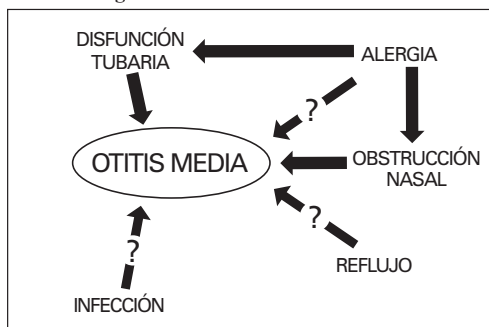 DISFUNCIÓN
TUBARIA
ALERGIA
?
OTITIS MEDIA
OBSTRUCCIÓN
NASAL
?
?
REFLUJO
INFECCIÓN